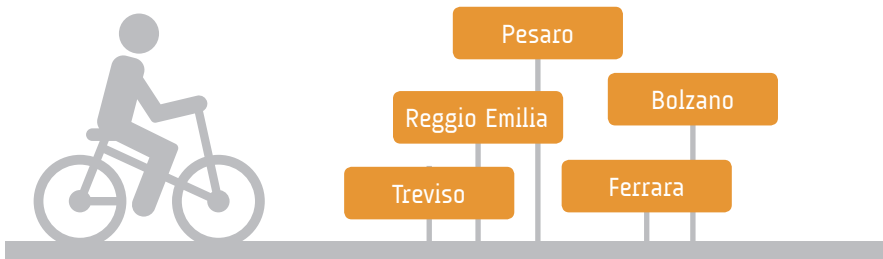 Pesaro
Bolzano
Reggio Emilia
Treviso
Ferrara